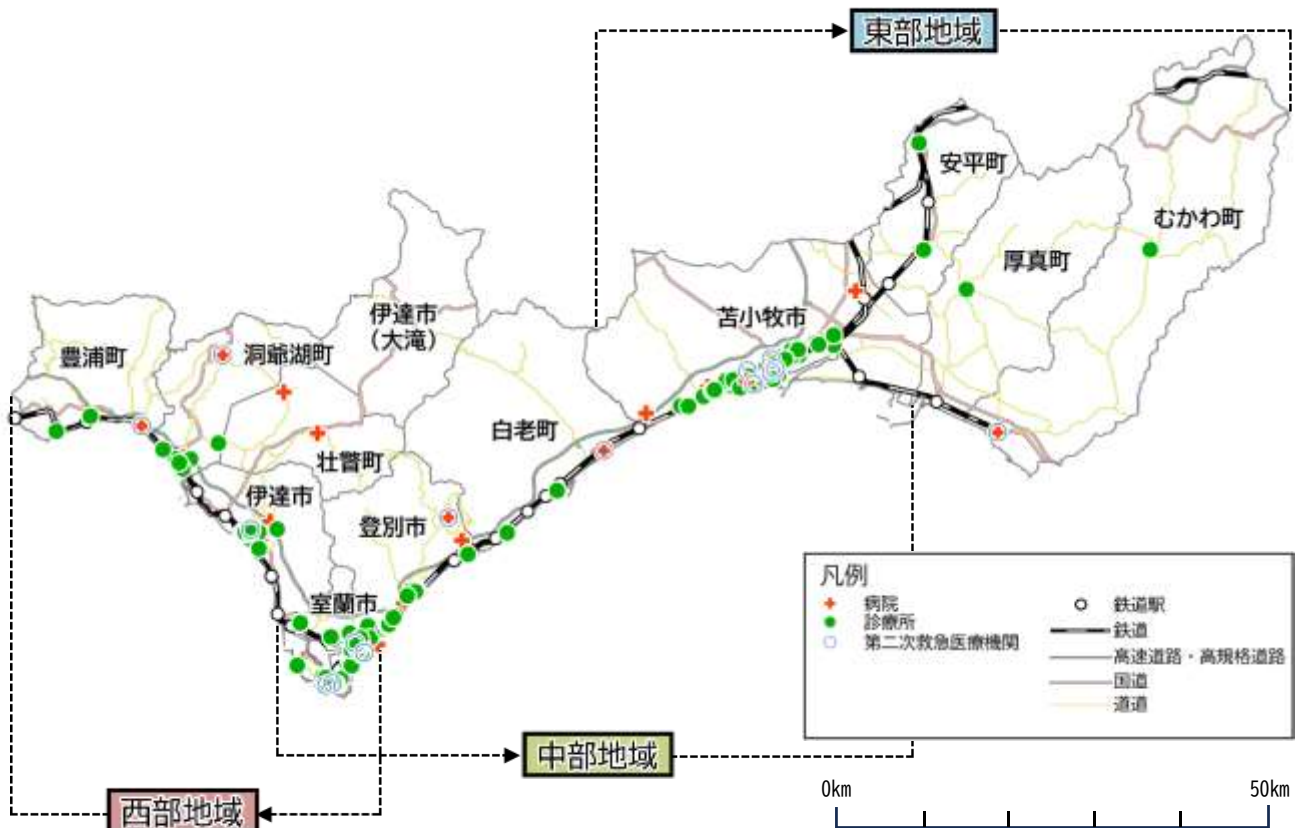 東部地域
安平町
むかわ町
厚真町
苫小牧市
伊達市
(大滝)
豊浦町
洞爺湖町
白老町
壮瞥町
伊達市
登別市
室蘭市
凡例
病院
診療所
第二次救急医療機関
鉄道駅
鉄道
高速道路・高規格道路
国道
道道
中部地域
西部地域
0km
50km